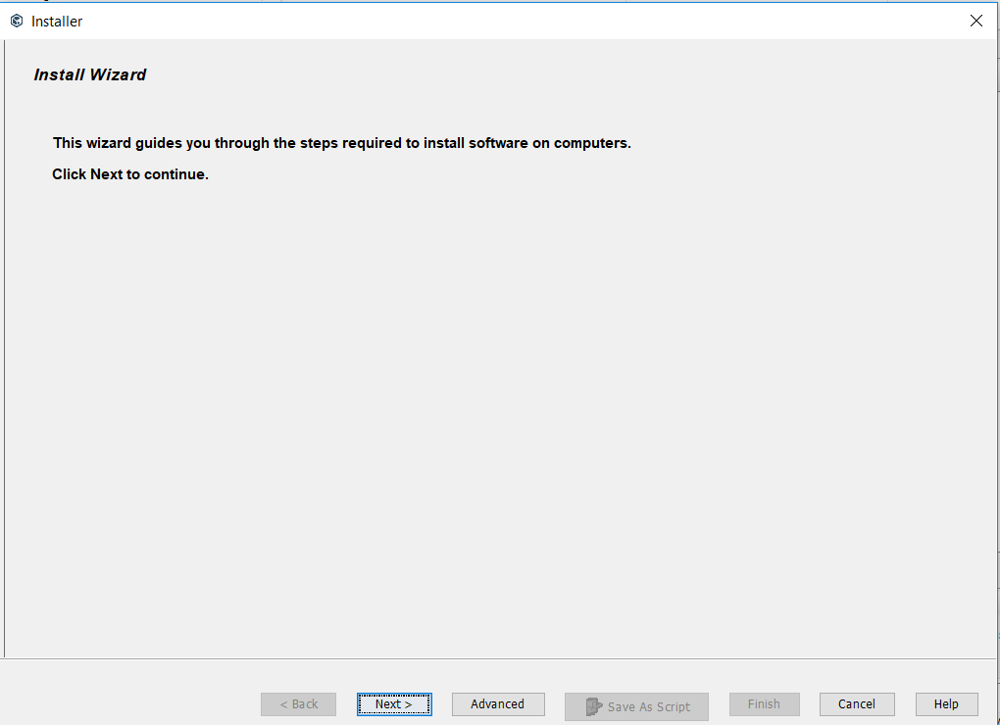 Installer
Install Wizard
This wizard guides you through the steps required to install software on computers.
Click Next to continue.
< Back
Next >
Advanced
Save As Script
Finish
Cancel
Help